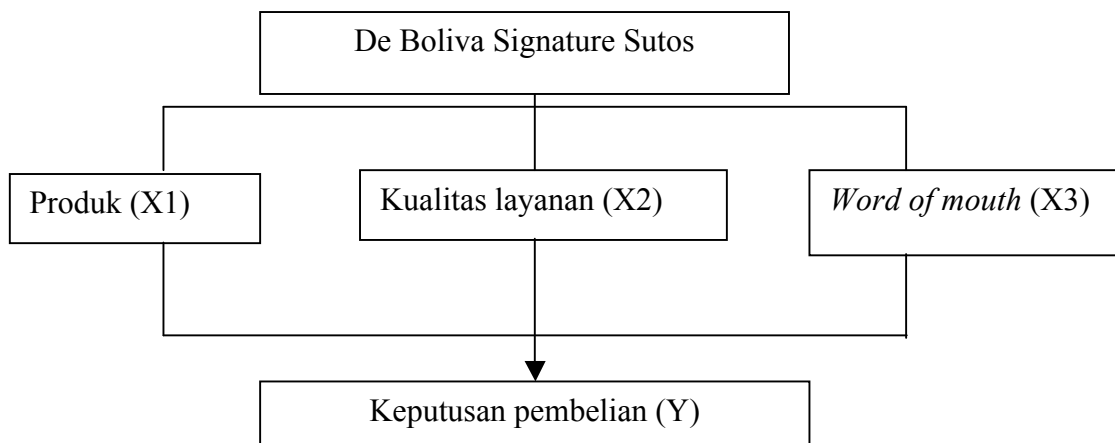 De Boliva Signature Sutos
Produk (X1)
Kualitas layanan (X2)
Word of mouth (X3)
Keputusan pembelian (Y)